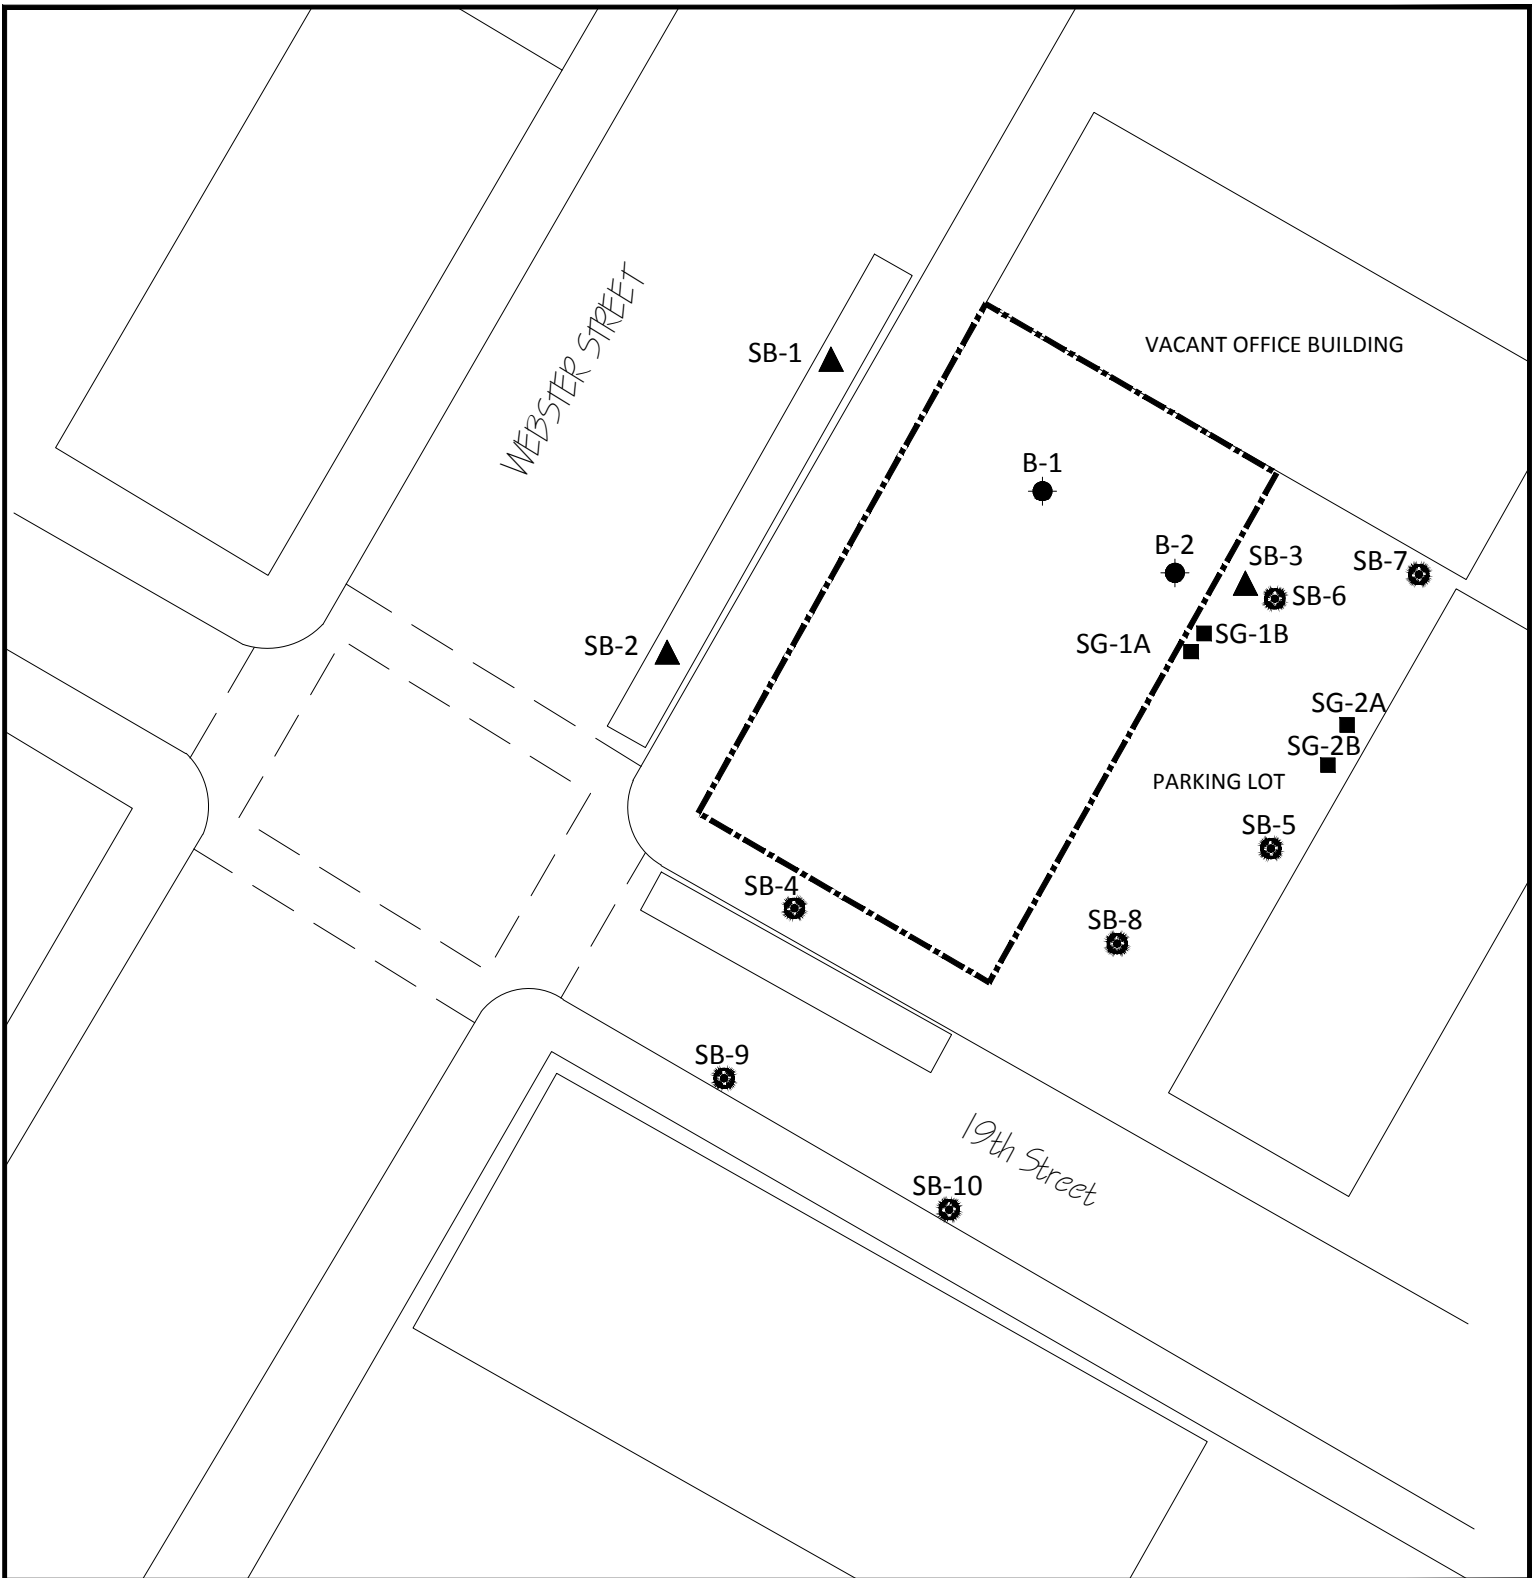 WEBSTER STREET
VACANT OFFICE BUILDING
SB-1
B-1
B-2
SB-3
SB-7
SB-6
SG-1B
SG-1A
SB-2
SG-2A
SG-2B
PARKING LOT
SB-5
SB-4
SB-8
SB-9
19th Street
SB-10